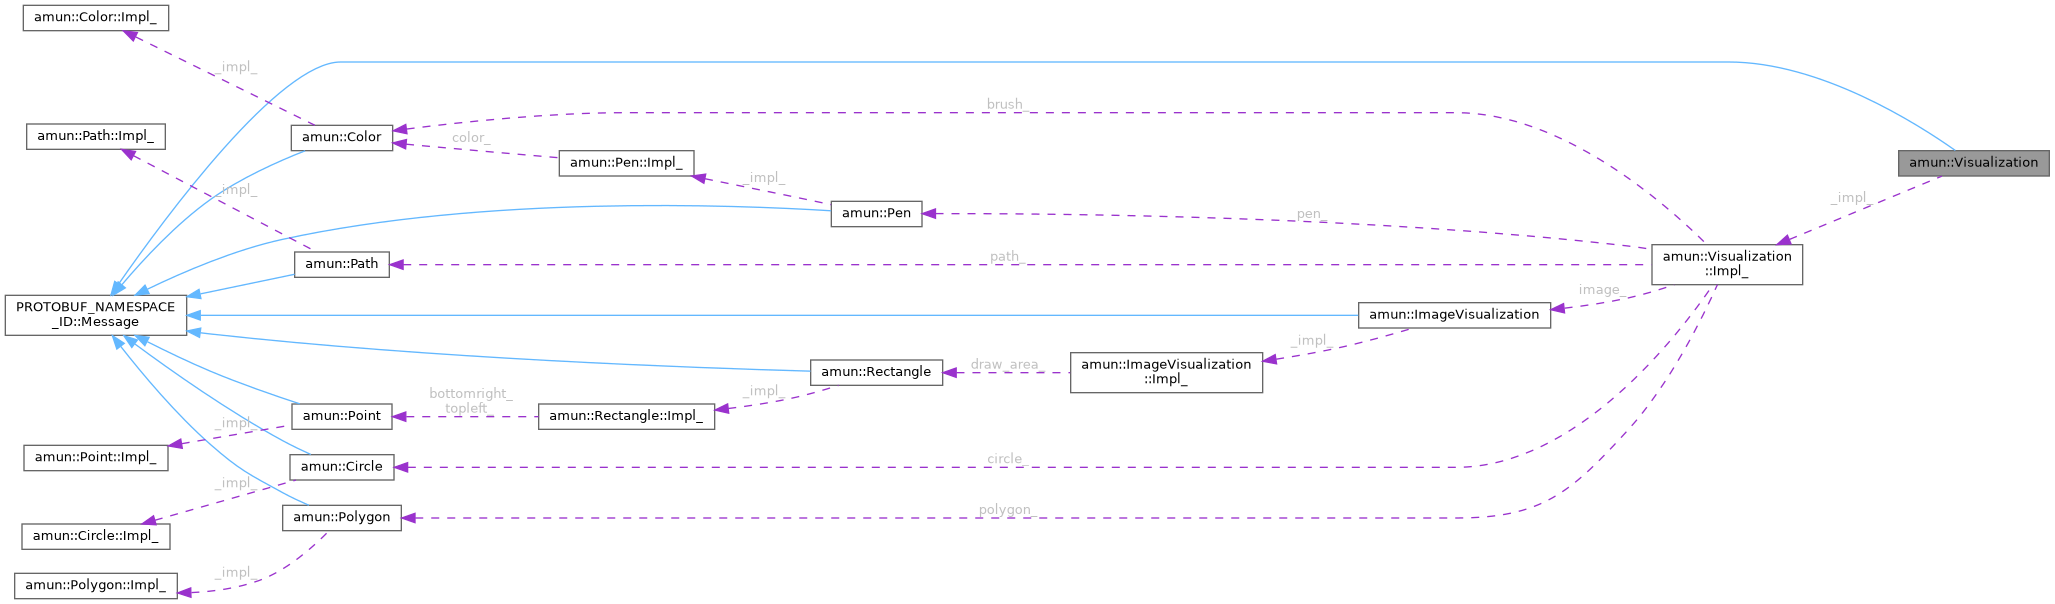 amun::Color::Impl_
_impl_
brush_
amun::Path::Impl_
amun::Color
color_
amun::Pen::Impl_
amun::Visualization
_impl_
_impl_
_impl_
amun::Pen
pen_
amun::Path
path_
amun::Visualization
::Impl_
image_
PROTOBUF_NAMESPACE
_ID::Message
amun::ImageVisualization
_impl_
amun::Rectangle
draw_area_
amun::ImageVisualization
::Impl_
_impl_
bottomright_
topleft_
amun::Point
amun::Rectangle::Impl_
_impl_
amun::Point::Impl_
amun::Circle
circle_
_impl_
amun::Polygon
polygon_
amun::Circle::Impl_
_impl_
amun::Polygon::Impl_